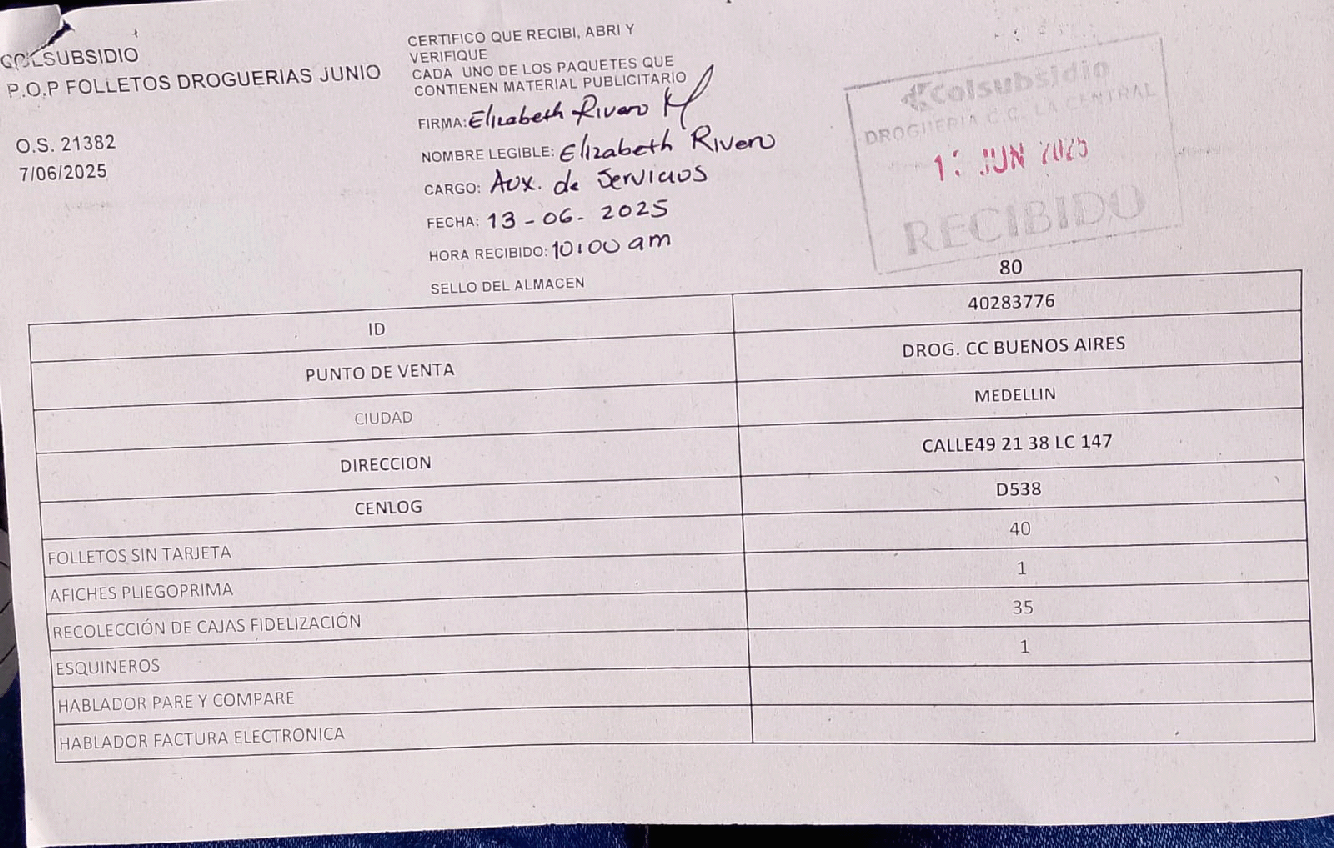 COLSUBSIDIO
P.O.P FOLLETOS DROGUERIAS JUNIO
O.S. 21382
7/06/2025
CERTIFICO QUE RECIBI, ABRI Y
VERIFIQUE
CADA UNO DE LOS PAQUETES QUE
CONTIENEN MATERIAL PUBLICITARIO
FIRMA: Elizabeth Rivero
NOMBRE LEGIBLE: Elizabeth Rivero
CARGO: Aux. de Servicios
FECHA: 13-06-2025
HORA RECIBIDO: 10:00 am
SELLO DEL ALMACEN
Colsubsidio
DROGUERIA C.C. LA CENTRAL
JUN 2025
RECIBIDO
80
ID 40283776
PUNTO DE VENTA DROG. CC BUENOS AIRES
CIUDAD MEDELLIN
DIRECCION CALLE49 21 38 LC 147
CENLOG D538
FOLLETOS SIN TARJETA 40
AFICHES PLIEGOPRIMA 1
RECOLECCIÓN DE CAJAS FIDELIZACIÓN 35
ESQUINEROS 1
HABLADOR PARE Y COMPARE
HABLADOR FACTURA ELECTRONICA